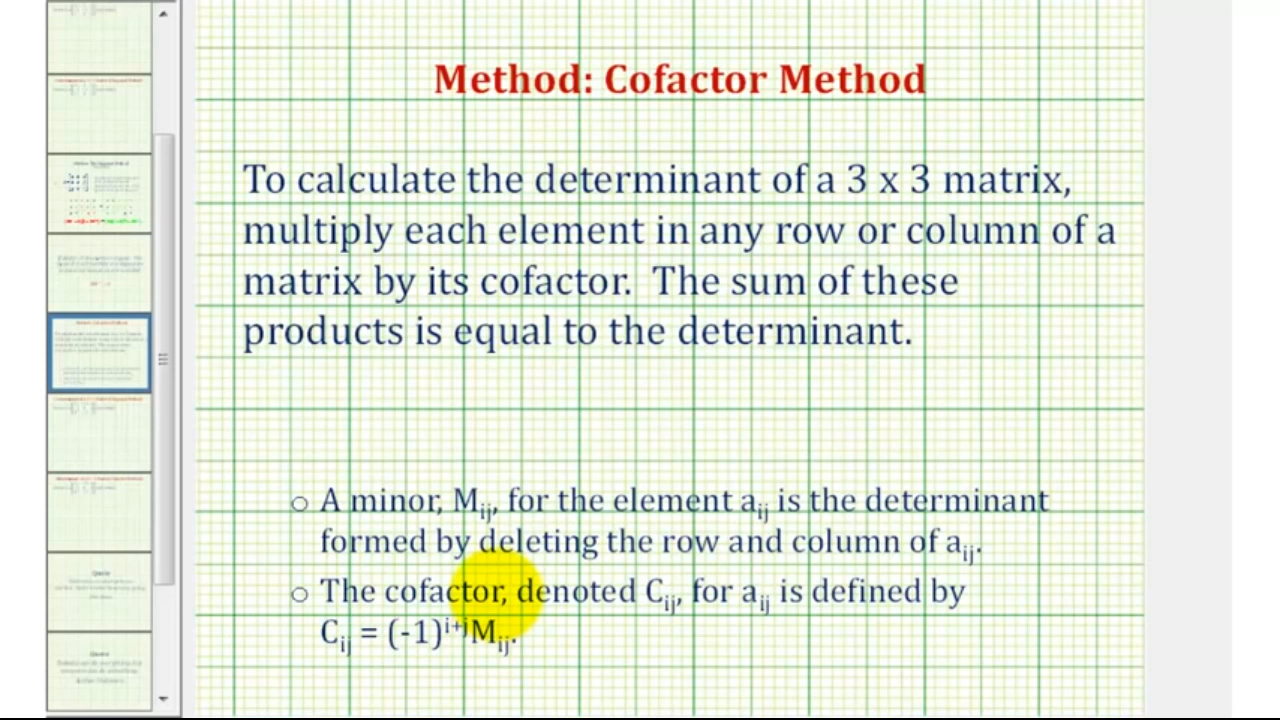 Method: Cofactor Method
To calculate the determinant of a 3 x 3 matrix,
multiply each element in any row or column of a
matrix by its cofactor.  The sum of these
products is equal to the determinant.
○ A minor, Mᵢⱼ, for the element aᵢⱼ is the determinant
formed by deleting the row and column of aᵢⱼ.
○ The cofactor, denoted Cᵢⱼ, for aᵢⱼ is defined by
Cᵢⱼ = (-1)ⁱ⁺ʲMᵢⱼ.